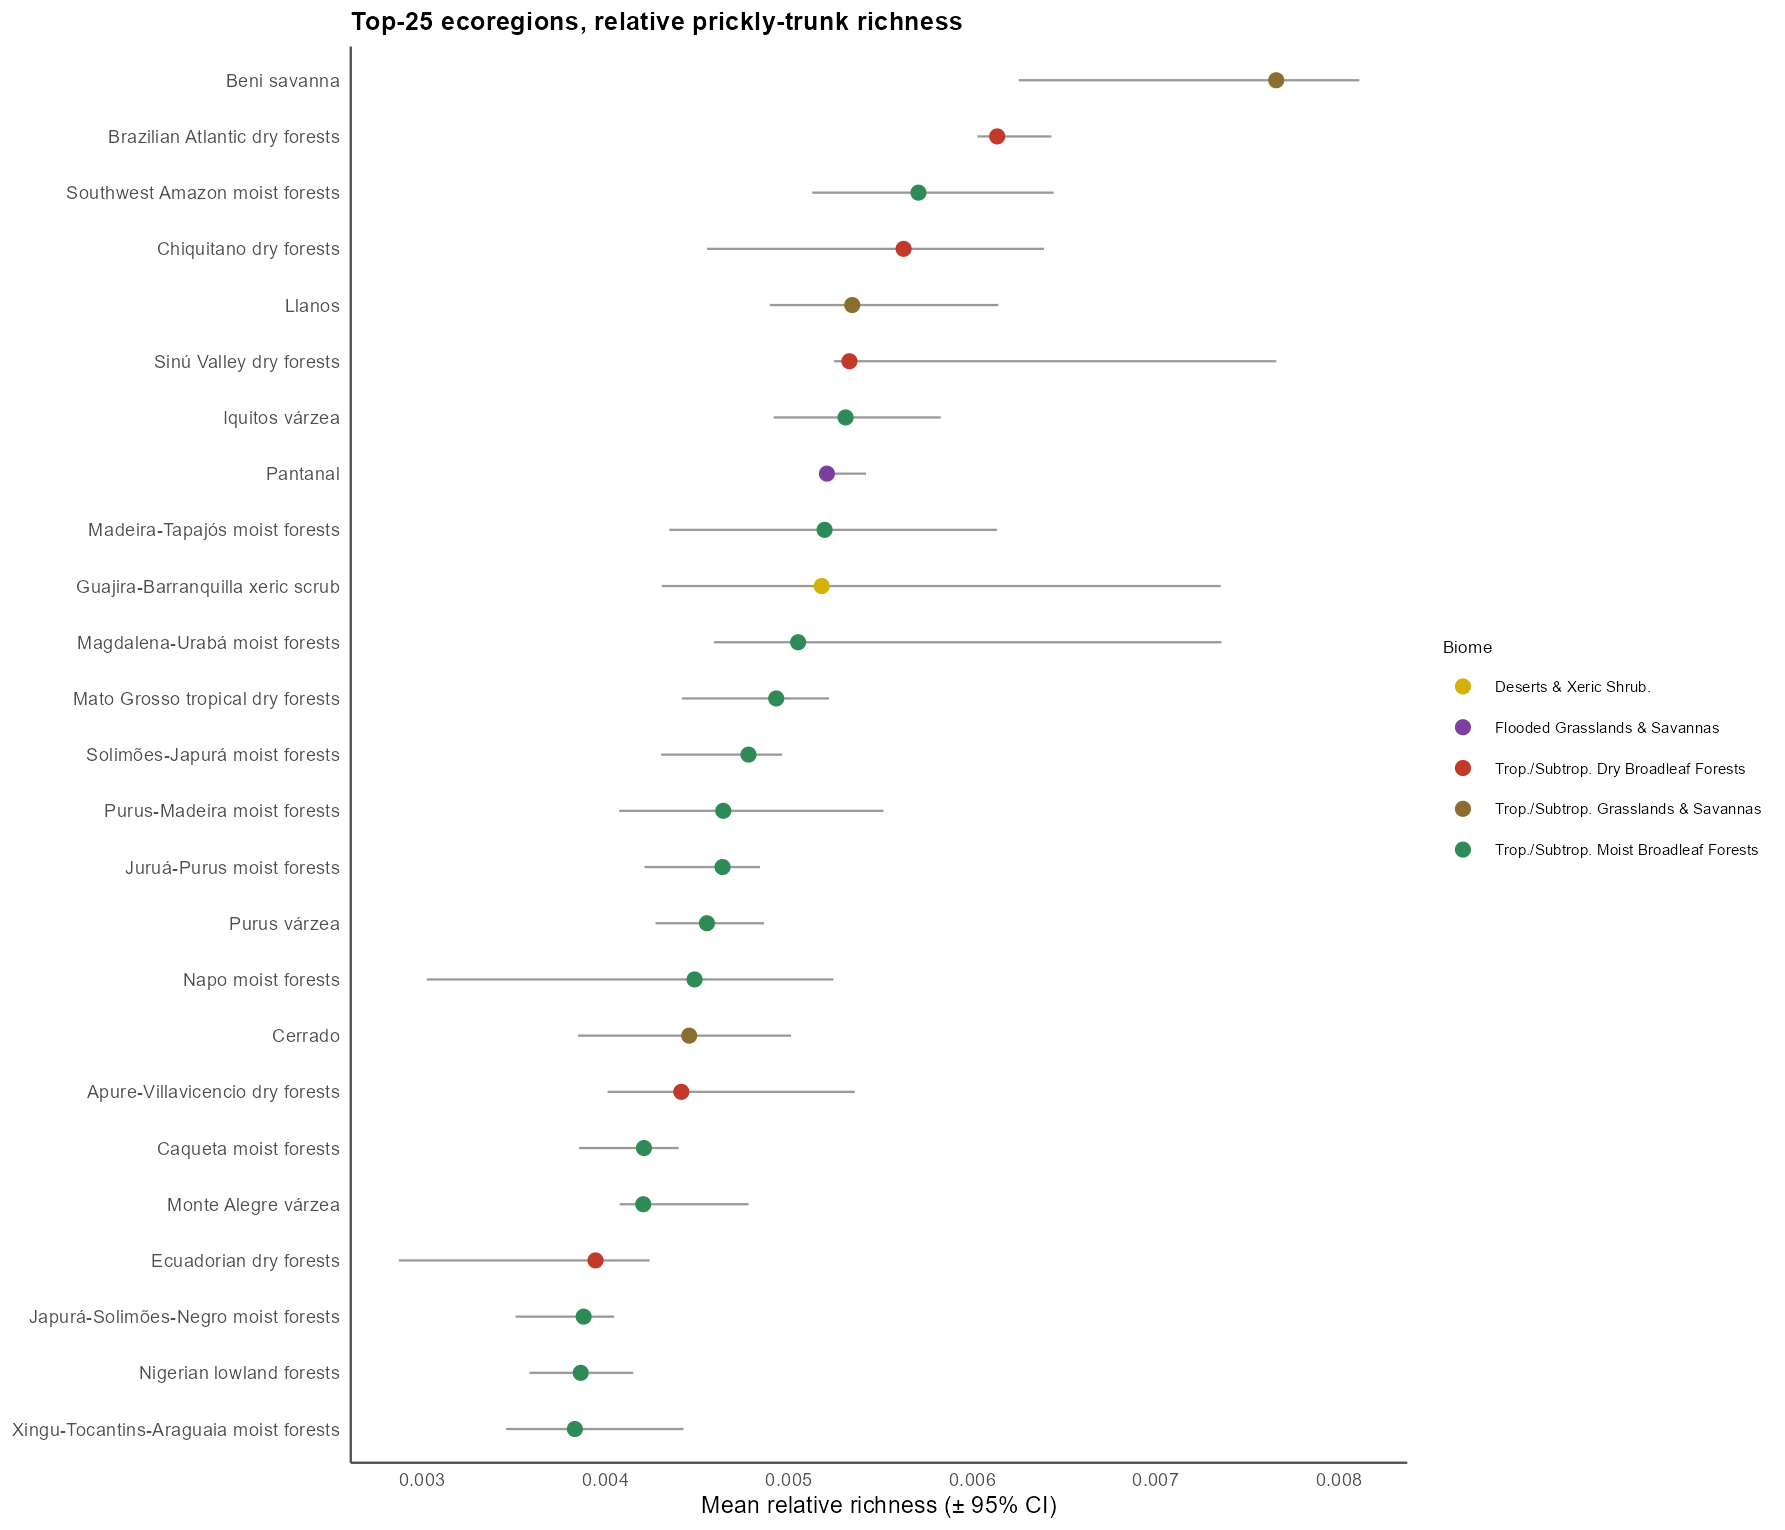 Top-25 ecoregions, relative prickly-trunk richness
Beni savanna
Brazilian Atlantic dry forests
Southwest Amazon moist forests
Chiquitano dry forests
Llanos
Sinú Valley dry forests
Iquitos várzea
Pantanal
Madeira-Tapajós moist forests
Guajira-Barranquilla xeric scrub
Magdalena-Urabá moist forests
Mato Grosso tropical dry forests
Solimões-Japurá moist forests
Purus-Madeira moist forests
Juruá-Purus moist forests
Purus várzea
Napo moist forests
Cerrado
Apure-Villavicencio dry forests
Caqueta moist forests
Monte Alegre várzea
Ecuadorian dry forests
Japurá-Solimões-Negro moist forests
Nigerian lowland forests
Xingu-Tocantins-Araguaia moist forests
0.003 0.004 0.005 0.006 0.007 0.008
Mean relative richness (± 95% CI)
Biome
Deserts & Xeric Shrub.
Flooded Grasslands & Savannas
Trop./Subtrop. Dry Broadleaf Forests
Trop./Subtrop. Grasslands & Savannas
Trop./Subtrop. Moist Broadleaf Forests